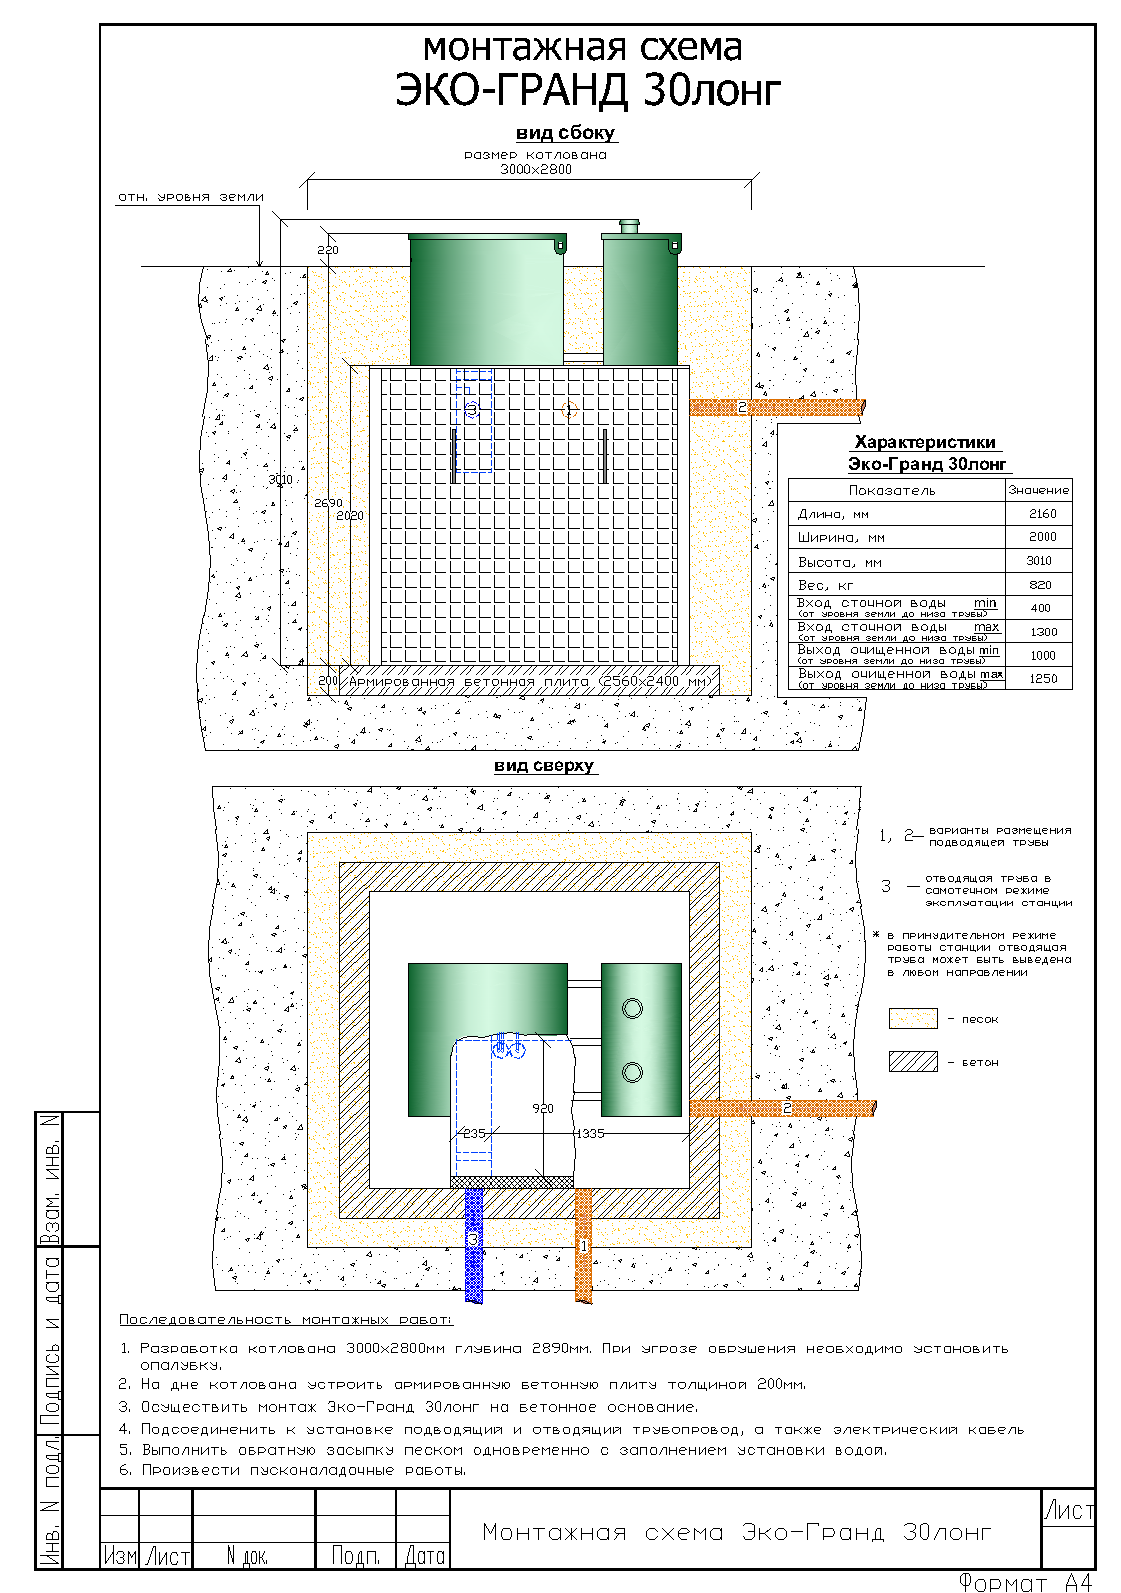 монтажная схема
ЭКО-ГРАНД 30лонг
вид сбоку
размер котлована
3000х2800
отн. уровня земли
220
3
1
2
3010
2690
2020
200
Армированная бетонная плита (2560х2400 мм)
Характеристики
Эко-Гранд 30лонг
Показатель Значение
Длина, мм 2160
Ширина, мм 2000
Высота, мм 3010
Вес, кг 820
Вход сточной воды min 400
(от уровня земли до низа трубы)
Вход сточной воды max 1300
(от уровня земли до низа трубы)
Выход очищенной воды min 1000
(от уровня земли до низа трубы)
Выход очищенной воды max 1250
(от уровня земли до низа трубы)
вид сверху
1, 2— варианты размещения
подводящей трубы
3 — отводящая труба в
самотечном режиме
эксплуатации станции
* в принудительном режиме
работы станции отводящая
труба может быть выведена
в любом направлении
- песок
- бетон
920
235
1335
2
3
1
Последовательность монтажных работ:
1. Разработка котлована 3000х2800мм глубина 2890мм. При угрозе обрушения необходимо установить
опалубку.
2. На дне котлована устроить армированную бетонную плиту толщиной 200мм.
3. Осуществить монтаж Эко-Гранд 30лонг на бетонное основание.
4. Подсоединенить к установке подводящий и отводящий трубопровод, а также электрический кабель
5. Выполнить обратную засыпку песком одновременно с заполнением установки водой.
6. Произвести пусконаладочные работы.
Взам. инв. N
Подпись и дата
Инв. N подл.
Изм Лист N док. Подп. Дата
Монтажная схема Эко-Гранд 30лонг
Лист
Формат А4